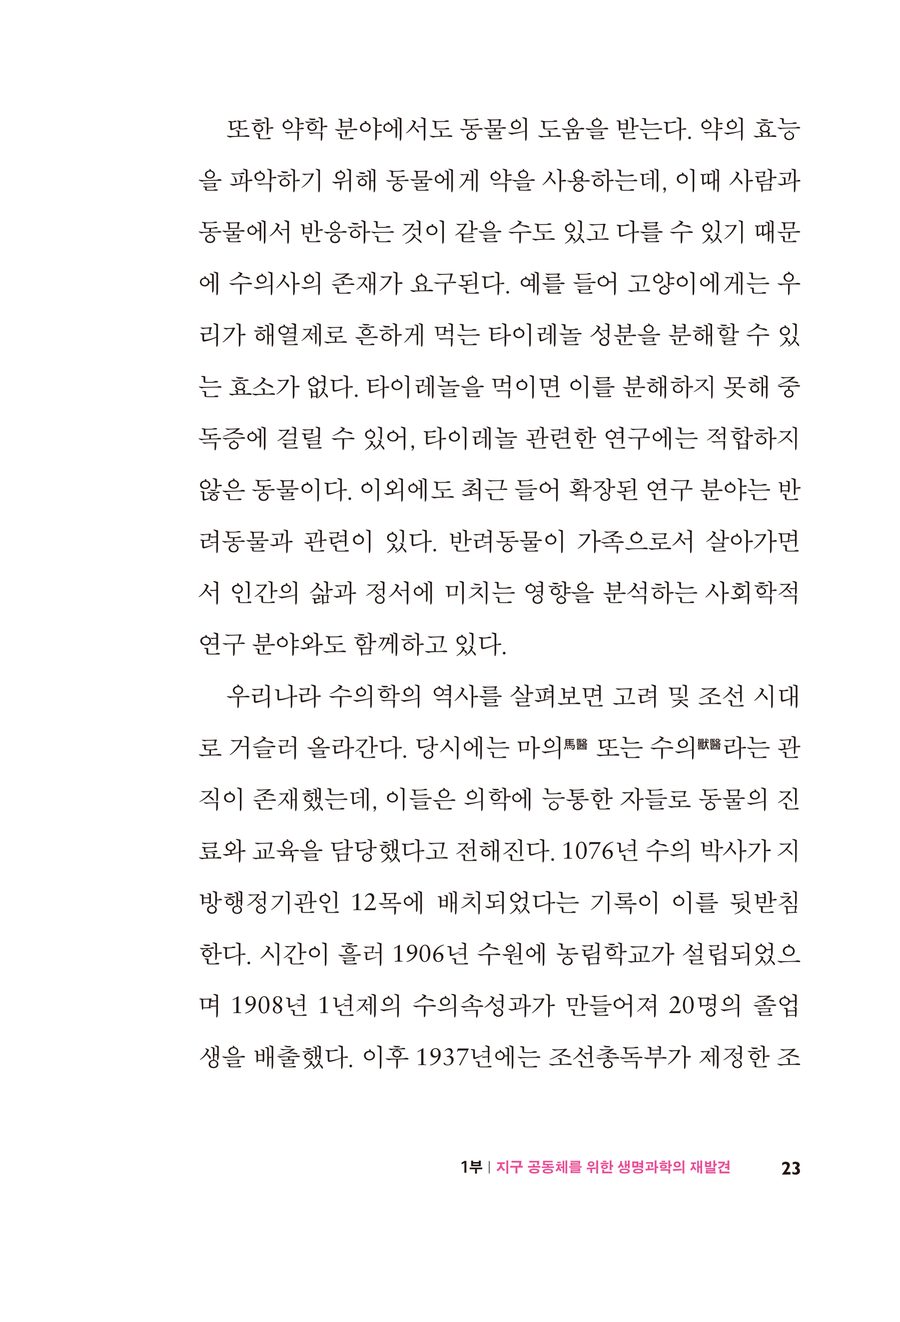 또한 약학 분야에서도 동물의 도움을 받는다. 약의 효능
을 파악하기 위해 동물에게 약을 사용하는데, 이때 사람과
동물에서 반응하는 것이 같을 수도 있고 다를 수 있기 때문
에 수의사의 존재가 요구된다. 예를 들어 고양이에게는 우
리가 해열제로 흔하게 먹는 타이레놀 성분을 분해할 수 있
는 효소가 없다. 타이레놀을 먹이면 이를 분해하지 못해 중
독증에 걸릴 수 있어, 타이레놀 관련한 연구에는 적합하지
않은 동물이다. 이외에도 최근 들어 확장된 연구 분야는 반
려동물과 관련이 있다. 반려동물이 가족으로서 살아가면
서 인간의 삶과 정서에 미치는 영향을 분석하는 사회학적
연구 분야와도 함께하고 있다.
우리나라 수의학의 역사를 살펴보면 고려 및 조선 시대
로 거슬러 올라간다. 당시에는 마의馬醫 또는 수의獸醫라는 관
직이 존재했는데, 이들은 의학에 능통한 자들로 동물의 진
료와 교육을 담당했다고 전해진다. 1076년 수의 박사가 지
방행정기관인 12목에 배치되었다는 기록이 이를 뒷받침
한다. 시간이 흘러 1906년 수원에 농림학교가 설립되었으
며 1908년 1년제의 수의속성과가 만들어져 20명의 졸업
생을 배출했다. 이후 1937년에는 조선총독부가 제정한 조
1부 | 지구 공동체를 위한 생명과학의 재발견 23